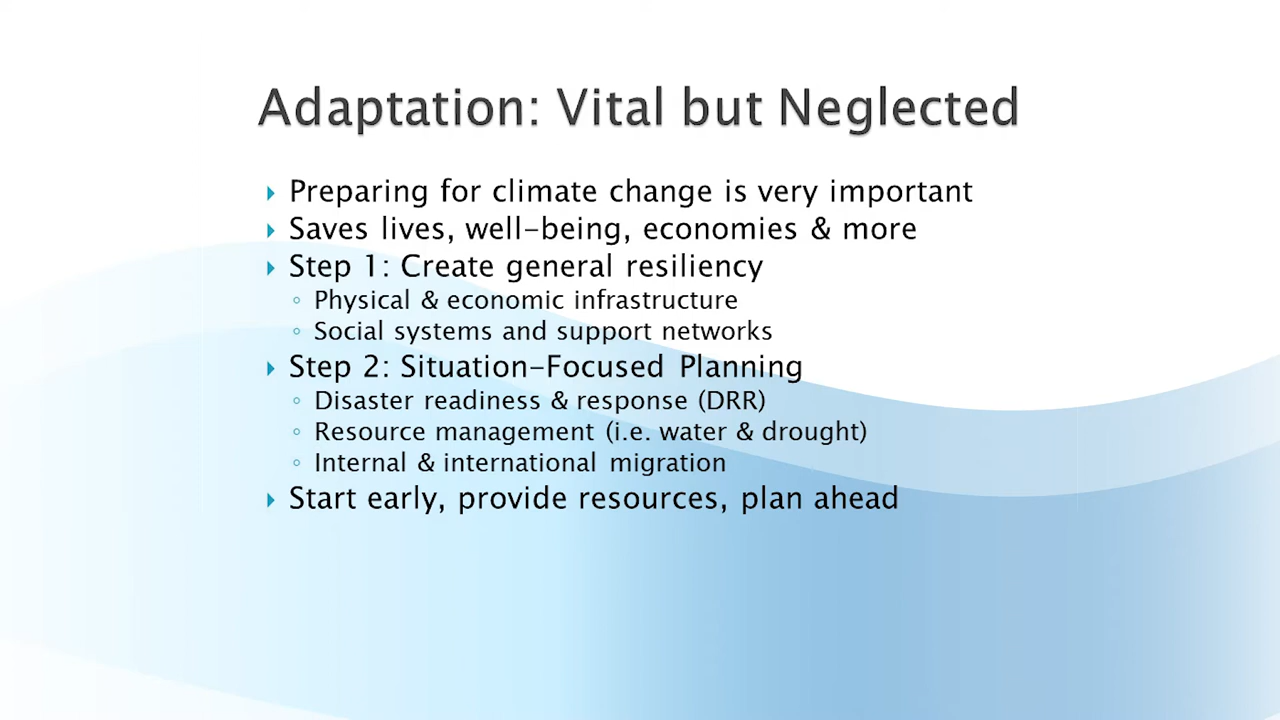 Adaptation: Vital but Neglected
Preparing for climate change is very important
Saves lives, well-being, economies & more
Step 1: Create general resiliency
Physical & economic infrastructure
Social systems and support networks
Step 2: Situation-Focused Planning
Disaster readiness & response (DRR)
Resource management (i.e. water & drought)
Internal & international migration
Start early, provide resources, plan ahead